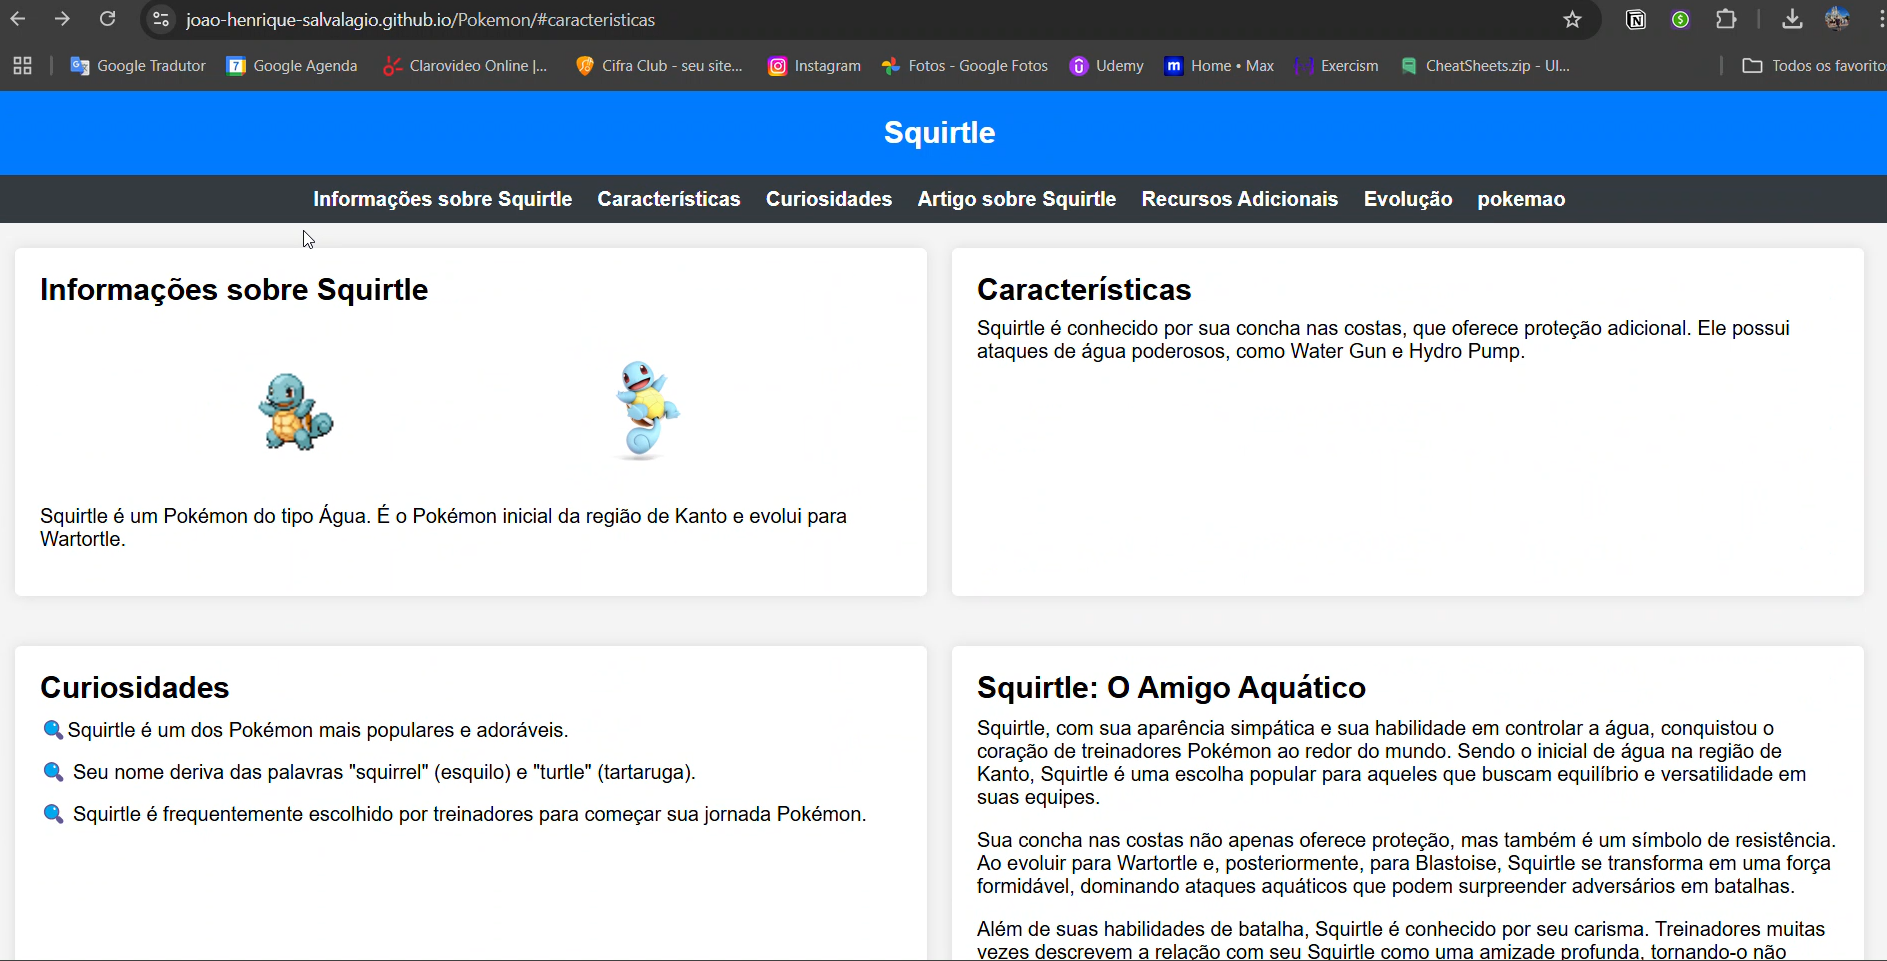 joao-henrique-salvalagio.github.io/Pokemon/#caracteristicas
Google Tradutor
7 Google Agenda
Clarovideo Online |...
Cifra Club - seu site...
Instagram
Fotos - Google Fotos
Udemy
m Home • Max
Exercism
CheatSheets.zip - UI...
Todos os favorito
Squirtle
Informações sobre Squirtle Características Curiosidades Artigo sobre Squirtle Recursos Adicionais Evolução pokemao
Informações sobre Squirtle
Squirtle é um Pokémon do tipo Água. É o Pokémon inicial da região de Kanto e evolui para
Wartortle.
Características
Squirtle é conhecido por sua concha nas costas, que oferece proteção adicional. Ele possui
ataques de água poderosos, como Water Gun e Hydro Pump.
Curiosidades
🔍Squirtle é um dos Pokémon mais populares e adoráveis.
🔍 Seu nome deriva das palavras "squirrel" (esquilo) e "turtle" (tartaruga).
🔍 Squirtle é frequentemente escolhido por treinadores para começar sua jornada Pokémon.
Squirtle: O Amigo Aquático
Squirtle, com sua aparência simpática e sua habilidade em controlar a água, conquistou o
coração de treinadores Pokémon ao redor do mundo. Sendo o inicial de água na região de
Kanto, Squirtle é uma escolha popular para aqueles que buscam equilíbrio e versatilidade em
suas equipes.
Sua concha nas costas não apenas oferece proteção, mas também é um símbolo de resistência.
Ao evoluir para Wartortle e, posteriormente, para Blastoise, Squirtle se transforma em uma força
formidável, dominando ataques aquáticos que podem surpreender adversários em batalhas.
Além de suas habilidades de batalha, Squirtle é conhecido por seu carisma. Treinadores muitas
vezes descrevem a relação com seu Squirtle como uma amizade profunda, tornando-o não